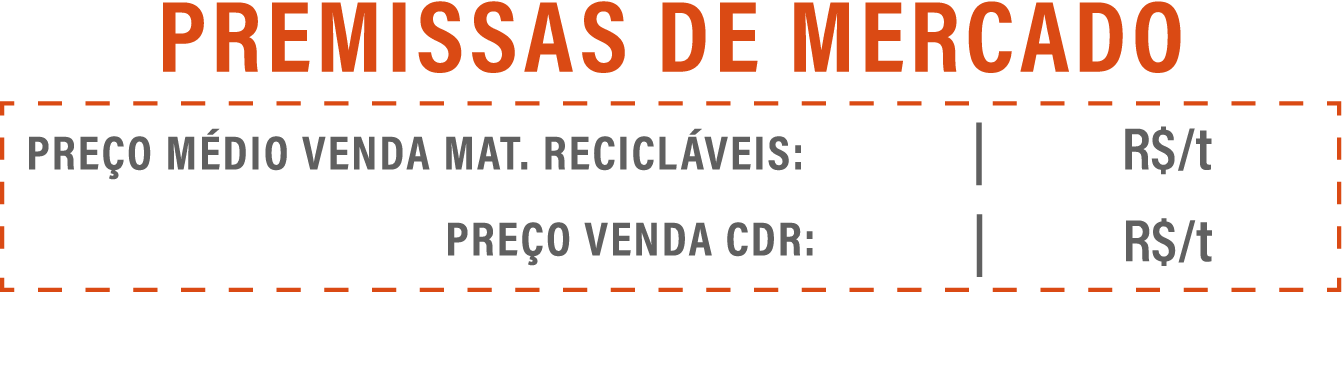 PREMISSAS DE MERCADO
PREÇO MÉDIO VENDA MAT. RECICLÁVEIS: | R$/t
PREÇO VENDA CDR: | R$/t